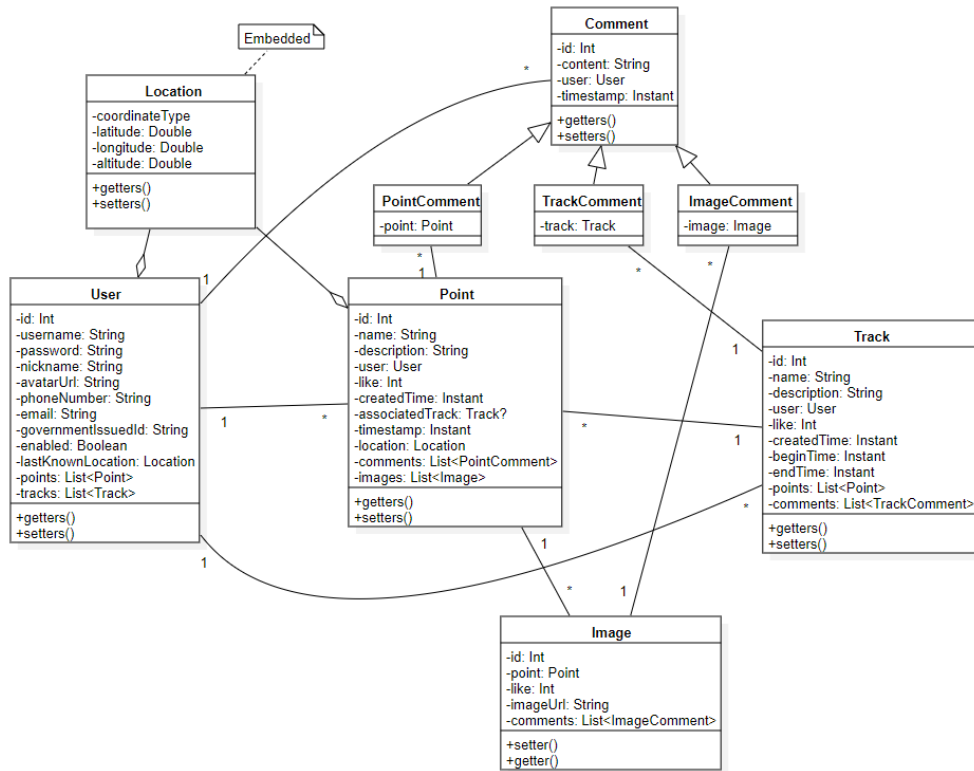 Embedded
Location
-coordinateType
-latitude: Double
-longitude: Double
-altitude: Double
+getters()
+setters()
Comment
-id: Int
-content: String
-user: User
-timestamp: Instant
+getters()
+setters()
*
PointComment
-point: Point
TrackComment
-track: Track
ImageComment
-image: Image
*
1
*
*
1
User
-id: Int
-username: String
-password: String
-nickname: String
-avatarUrl: String
-phoneNumber: String
-email: String
-governmentIssuedId: String
-enabled: Boolean
-lastKnownLocation: Location
-points: List<Point>
-tracks: List<Track>
+getters()
+setters()
Point
-id: Int
-name: String
-description: String
-user: User
-like: Int
-createdTime: Instant
-associatedTrack: Track?
-timestamp: Instant
-location: Location
-comments: List<PointComment>
-images: List<Image>
+getters()
+setters()
Track
-id: Int
-name: String
-description: String
-user: User
-like: Int
-createdTime: Instant
-beginTime: Instant
-endTime: Instant
-points: List<Point>
-comments: List<TrackComment>
+getters()
+setters()
1
1
*
*
1
*
1
1
*
1
Image
-id: Int
-point: Point
-like: Int
-imageUrl: String
-comments: List<ImageComment>
+setter()
+getter()